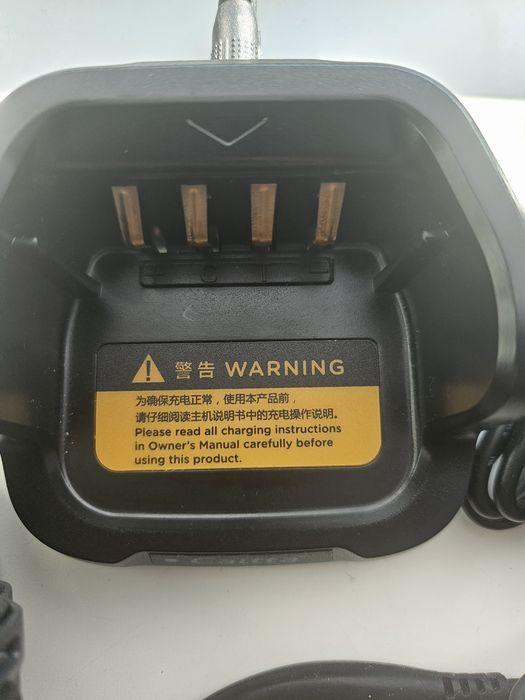 警告 WARNING
为确保充电正常，使用本产品前，
请仔细阅读主机说明书中的充电操作说明。
Please read all charging instructions
in Owner's Manual carefully before
using this product.